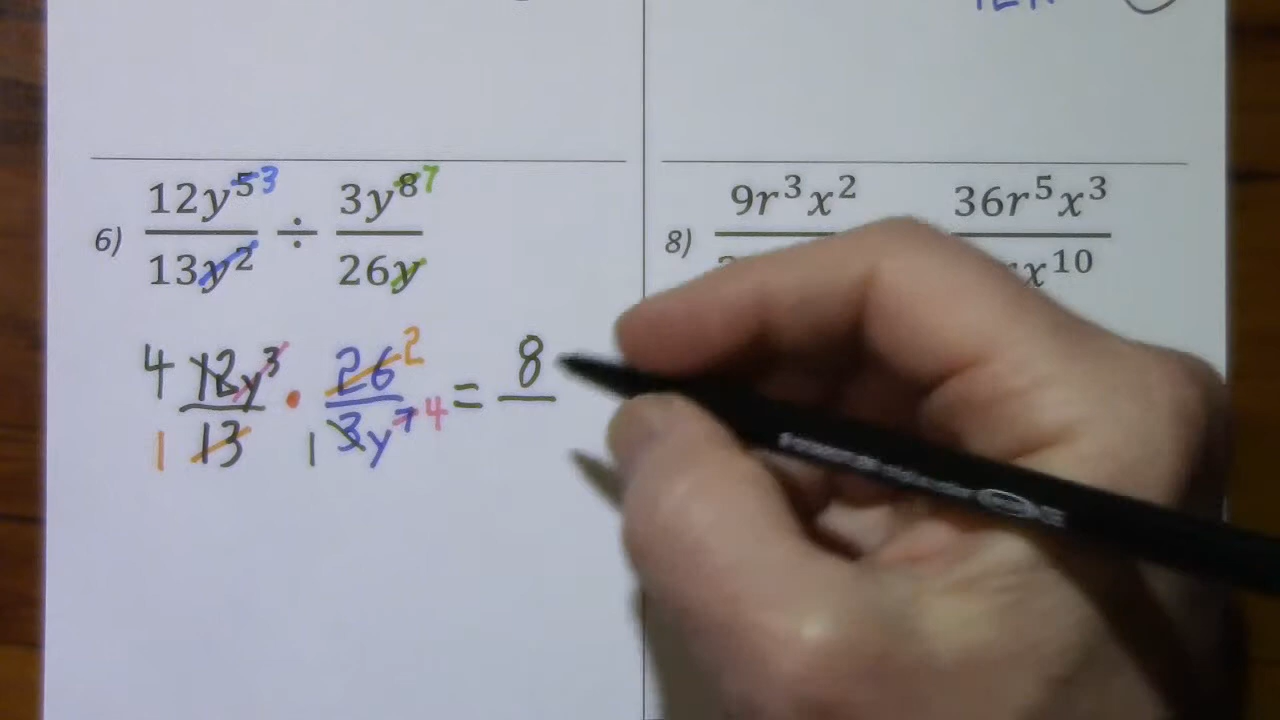 6) 12y^5 3 / 13y^2 ÷ 3y^8 7 / 26y
4 12y^3 / 1 13 • 26 2 / 1 3y^7 4 = 8 /
8) 9r^3x^2 36r^5x^3
x^10